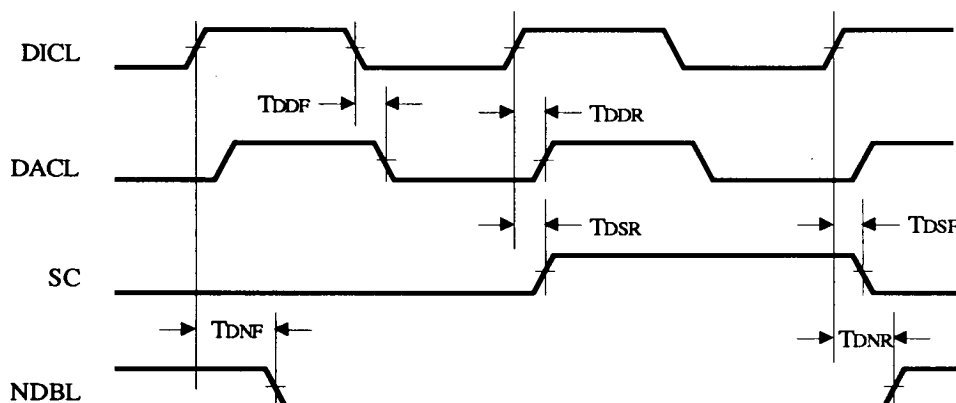 DICL
TDDF
TDDR
DACL
TDSR
TDSF
SC
TDNF
TDNR
NDBL